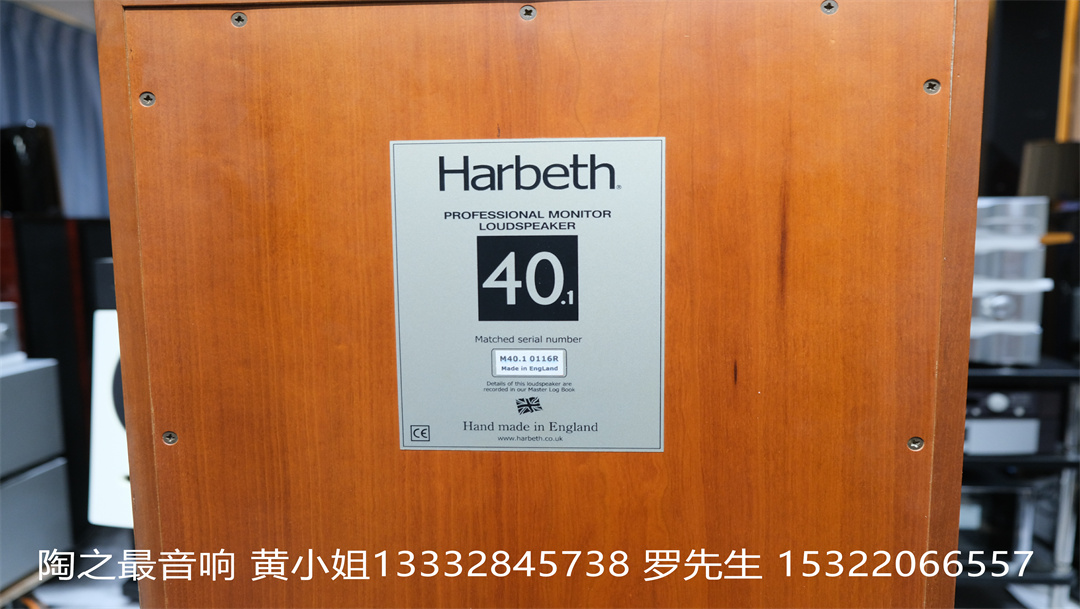 Harbeth®
PROFESSIONAL MONITOR
LOUDSPEAKER
40.1
Matched serial number
M40.1 0116R
Made in EngLand
Details of this loudspeaker are
recorded in our Master Log Book
Hand made in England
www.harbeth.co.uk
CE
陶之最音响 黄小姐13332845738 罗先生 15322066557